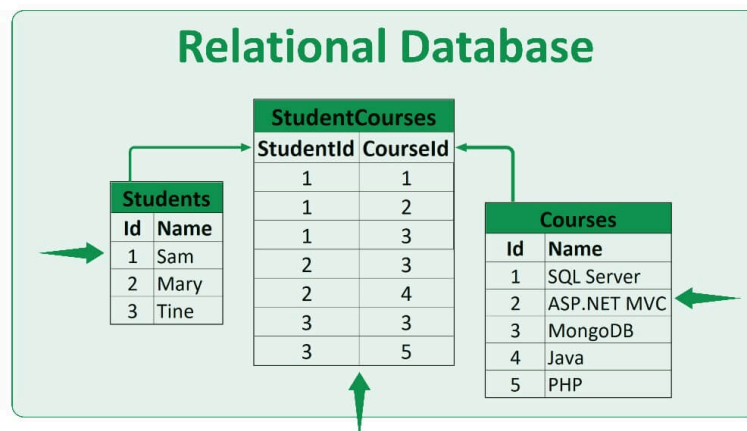 Relational Database
StudentCourses
StudentId CourseId
1 1
1 2
1 3
2 3
2 4
3 3
3 5
Students
Id Name
1 Sam
2 Mary
3 Tine
Courses
Id Name
1 SQL Server
2 ASP.NET MVC
3 MongoDB
4 Java
5 PHP